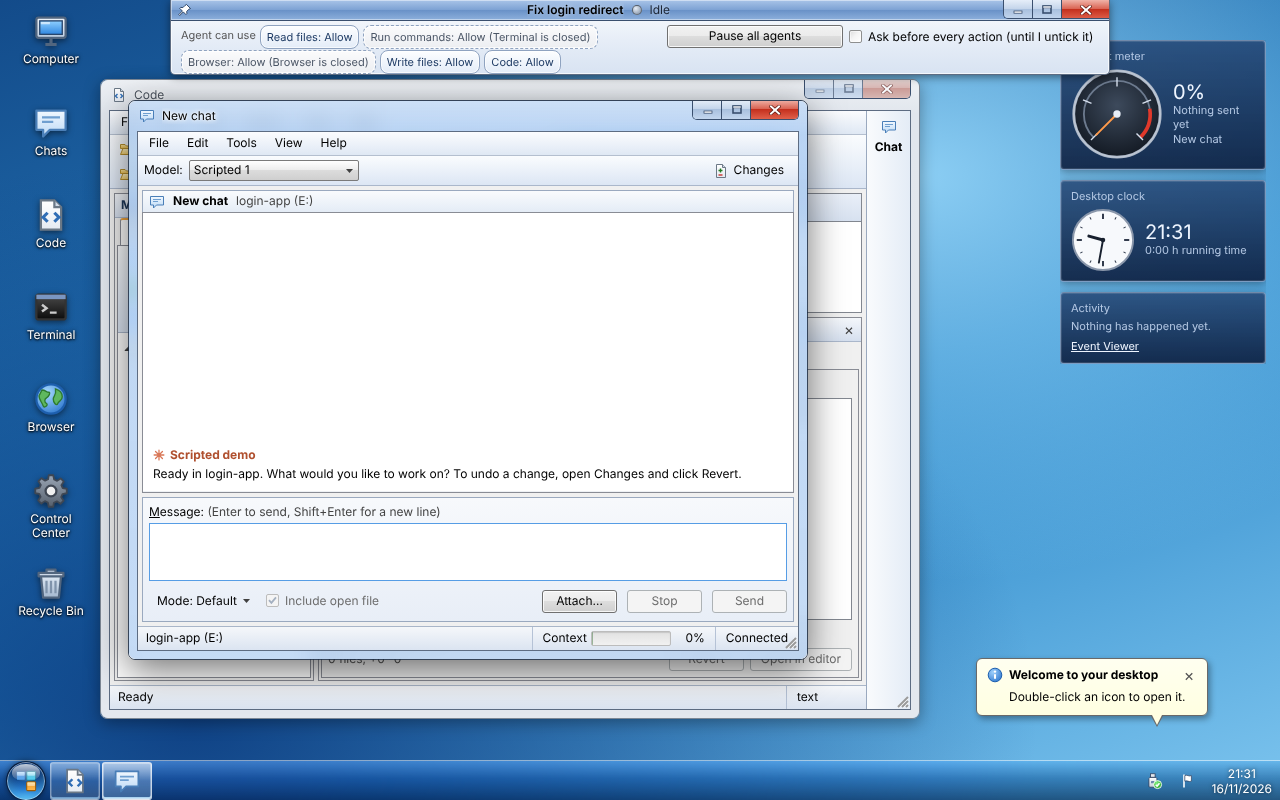 Fix login redirect Idle
Agent can use Read files: Allow Run commands: Allow (Terminal is closed) Pause all agents Ask before every action (until I untick it)
Browser: Allow (Browser is closed) Write files: Allow Code: Allow
Computer
Chats
Code
Terminal
Browser
Control
Center
Recycle Bin
Code
New chat
File Edit Tools View Help
Model: Scripted 1 Changes
New chat login-app (E:)
Scripted demo
Ready in login-app. What would you like to work on? To undo a change, open Changes and click Revert.
Message: (Enter to send, Shift+Enter for a new line)
Mode: Default Include open file Attach... Stop Send
login-app (E:) Context 0% Connected
Ready text
Chat
meter
0%
Nothing sent
yet
New chat
Desktop clock
21:31
0:00 h running time
Activity
Nothing has happened yet.
Event Viewer
Welcome to your desktop
Double-click an icon to open it.
21:31
16/11/2026